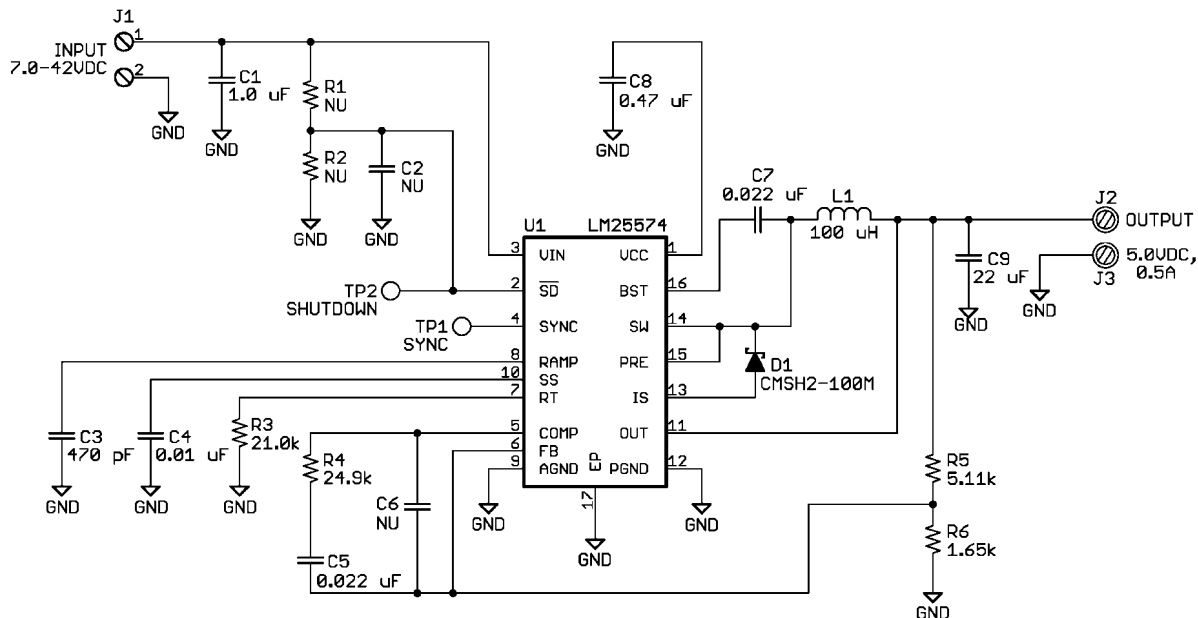 J1
1
INPUT
7.0-42VDC
2
GND
C1
1.0 uF
GND
R1
NU
R2
NU
GND
C2
NU
GND
C8
0.47 uF
GND
C7
0.022 uF
L1
100 uH
J2
OUTPUT
C9
22 uF
GND
J3
5.0VDC,
0.5A
GND
U1
LM25574
3
VIN
VCC
1
TP2
SHUTDOWN
2
SD
BST
16
TP1
SYNC
4
SYNC
SW
14
8
RAMP
PRE
15
D1
CMSH2-100M
10
SS
7
RT
IS
13
5
COMP
OUT
11
6
FB
9
AGND
EP
PGND
12
17
GND
GND
GND
C3
470 pF
GND
C4
0.01 uF
GND
R3
21.0k
GND
R4
24.9k
C6
NU
C5
0.022 uF
R5
5.11k
R6
1.65k
GND